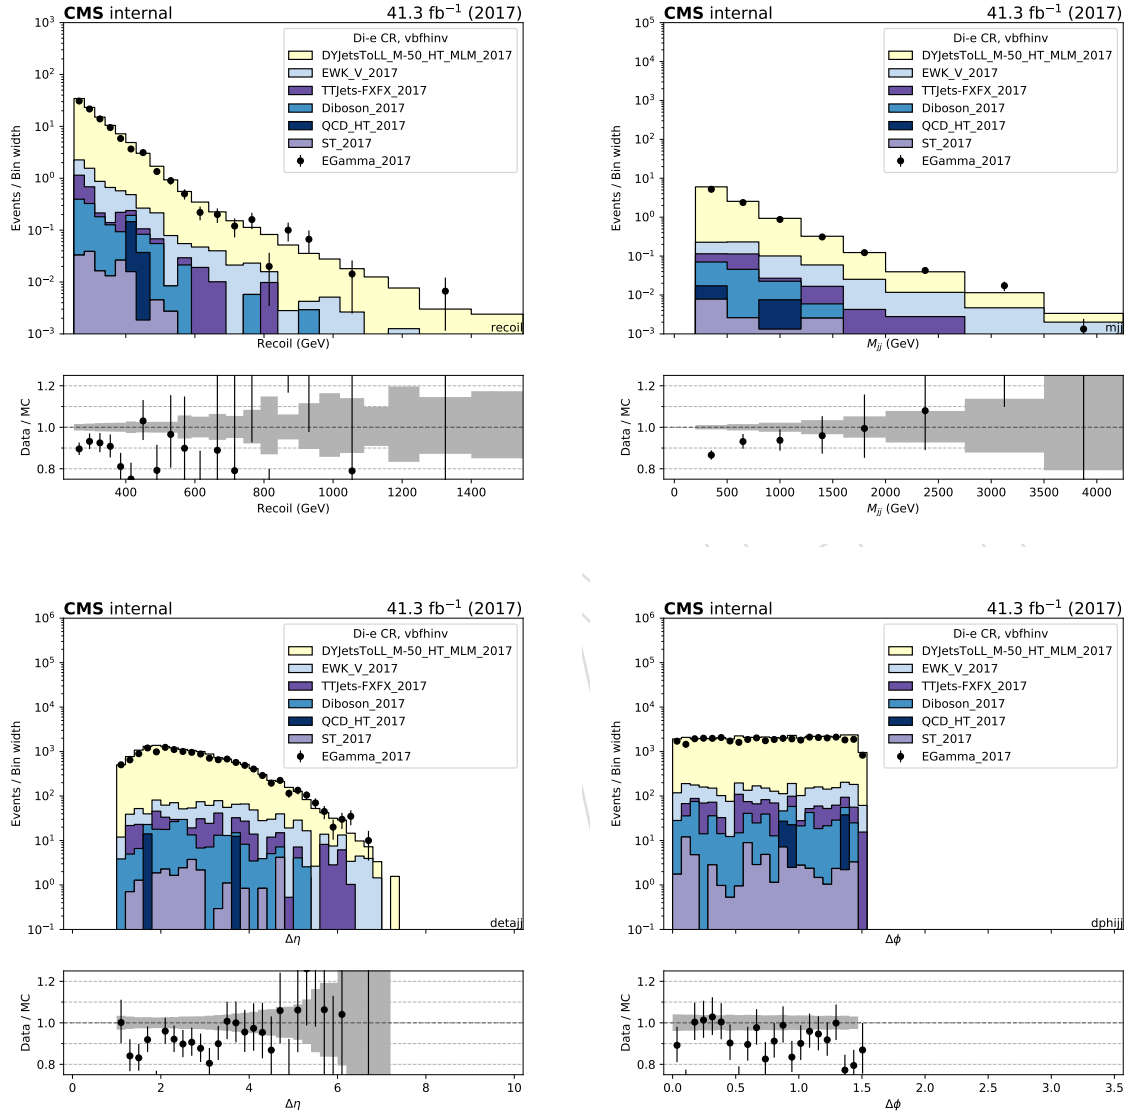 CMS internal 41.3 fb⁻¹ (2017)
10³
10²
10¹
10⁰
10⁻¹
10⁻²
10⁻³
Events / Bin width
Di-e CR, vbfhinv
DYJetsToLL_M-50_HT_MLM_2017
EWK_V_2017
TTJets-FXFX_2017
Diboson_2017
QCD_HT_2017
ST_2017
EGamma_2017
recoil
Recoil (GeV)
1.2
1.0
0.8
Data / MC
400 600 800 1000 1200 1400
Recoil (GeV)
CMS internal 41.3 fb⁻¹ (2017)
10⁵
10⁴
10³
10²
10¹
10⁰
10⁻¹
10⁻²
10⁻³
Events / Bin width
Di-e CR, vbfhinv
DYJetsToLL_M-50_HT_MLM_2017
EWK_V_2017
TTJets-FXFX_2017
Diboson_2017
QCD_HT_2017
ST_2017
EGamma_2017
mjj
M_jj (GeV)
1.2
1.0
0.8
Data / MC
0 500 1000 1500 2000 2500 3000 3500 4000
M_jj (GeV)
CMS internal 41.3 fb⁻¹ (2017)
10⁶
10⁵
10⁴
10³
10²
10¹
10⁰
10⁻¹
Events / Bin width
Di-e CR, vbfhinv
DYJetsToLL_M-50_HT_MLM_2017
EWK_V_2017
TTJets-FXFX_2017
Diboson_2017
QCD_HT_2017
ST_2017
EGamma_2017
detajj
Δη
1.2
1.0
0.8
Data / MC
0 2 4 6 8 10
Δη
CMS internal 41.3 fb⁻¹ (2017)
10⁶
10⁵
10⁴
10³
10²
10¹
10⁰
10⁻¹
Events / Bin width
Di-e CR, vbfhinv
DYJetsToLL_M-50_HT_MLM_2017
EWK_V_2017
TTJets-FXFX_2017
Diboson_2017
QCD_HT_2017
ST_2017
EGamma_2017
dphijj
Δϕ
1.2
1.0
0.8
Data / MC
0.0 0.5 1.0 1.5 2.0 2.5 3.0 3.5
Δϕ